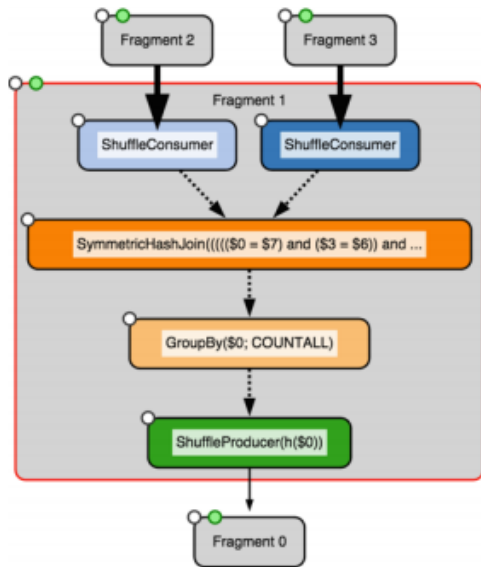 Fragment 2
Fragment 3
Fragment 1
ShuffleConsumer
ShuffleConsumer
SymmetricHashJoin((((($0 = $7) and ($3 = $6)) and ...
GroupBy($0; COUNTALL)
ShuffleProducer(h($0))
Fragment 0